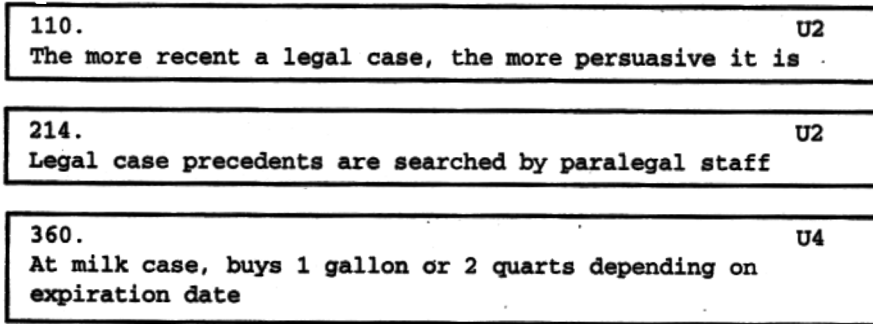 110. U2
The more recent a legal case, the more persuasive it is
214. U2
Legal case precedents are searched by paralegal staff
360. U4
At milk case, buys 1 gallon or 2 quarts depending on
expiration date